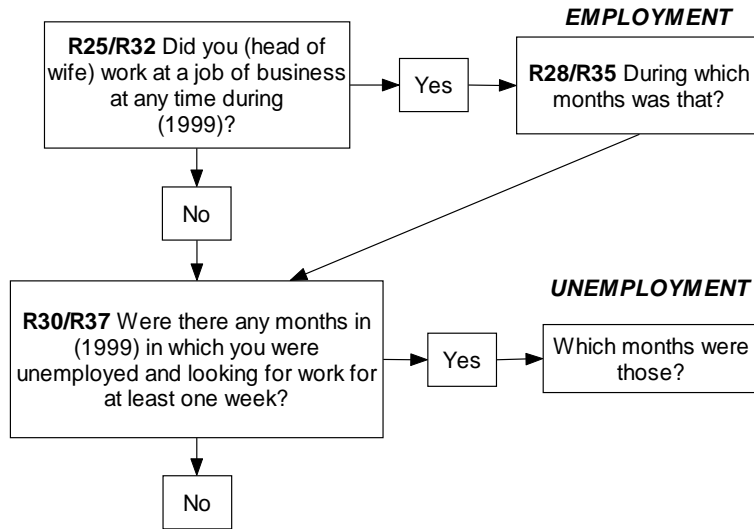 EMPLOYMENT
R25/R32 Did you (head of
wife) work at a job of business
at any time during
(1999)?
Yes
R28/R35 During which
months was that?
No
R30/R37 Were there any months in
(1999) in which you were
unemployed and looking for work for
at least one week?
Yes
UNEMPLOYMENT
Which months were
those?
No